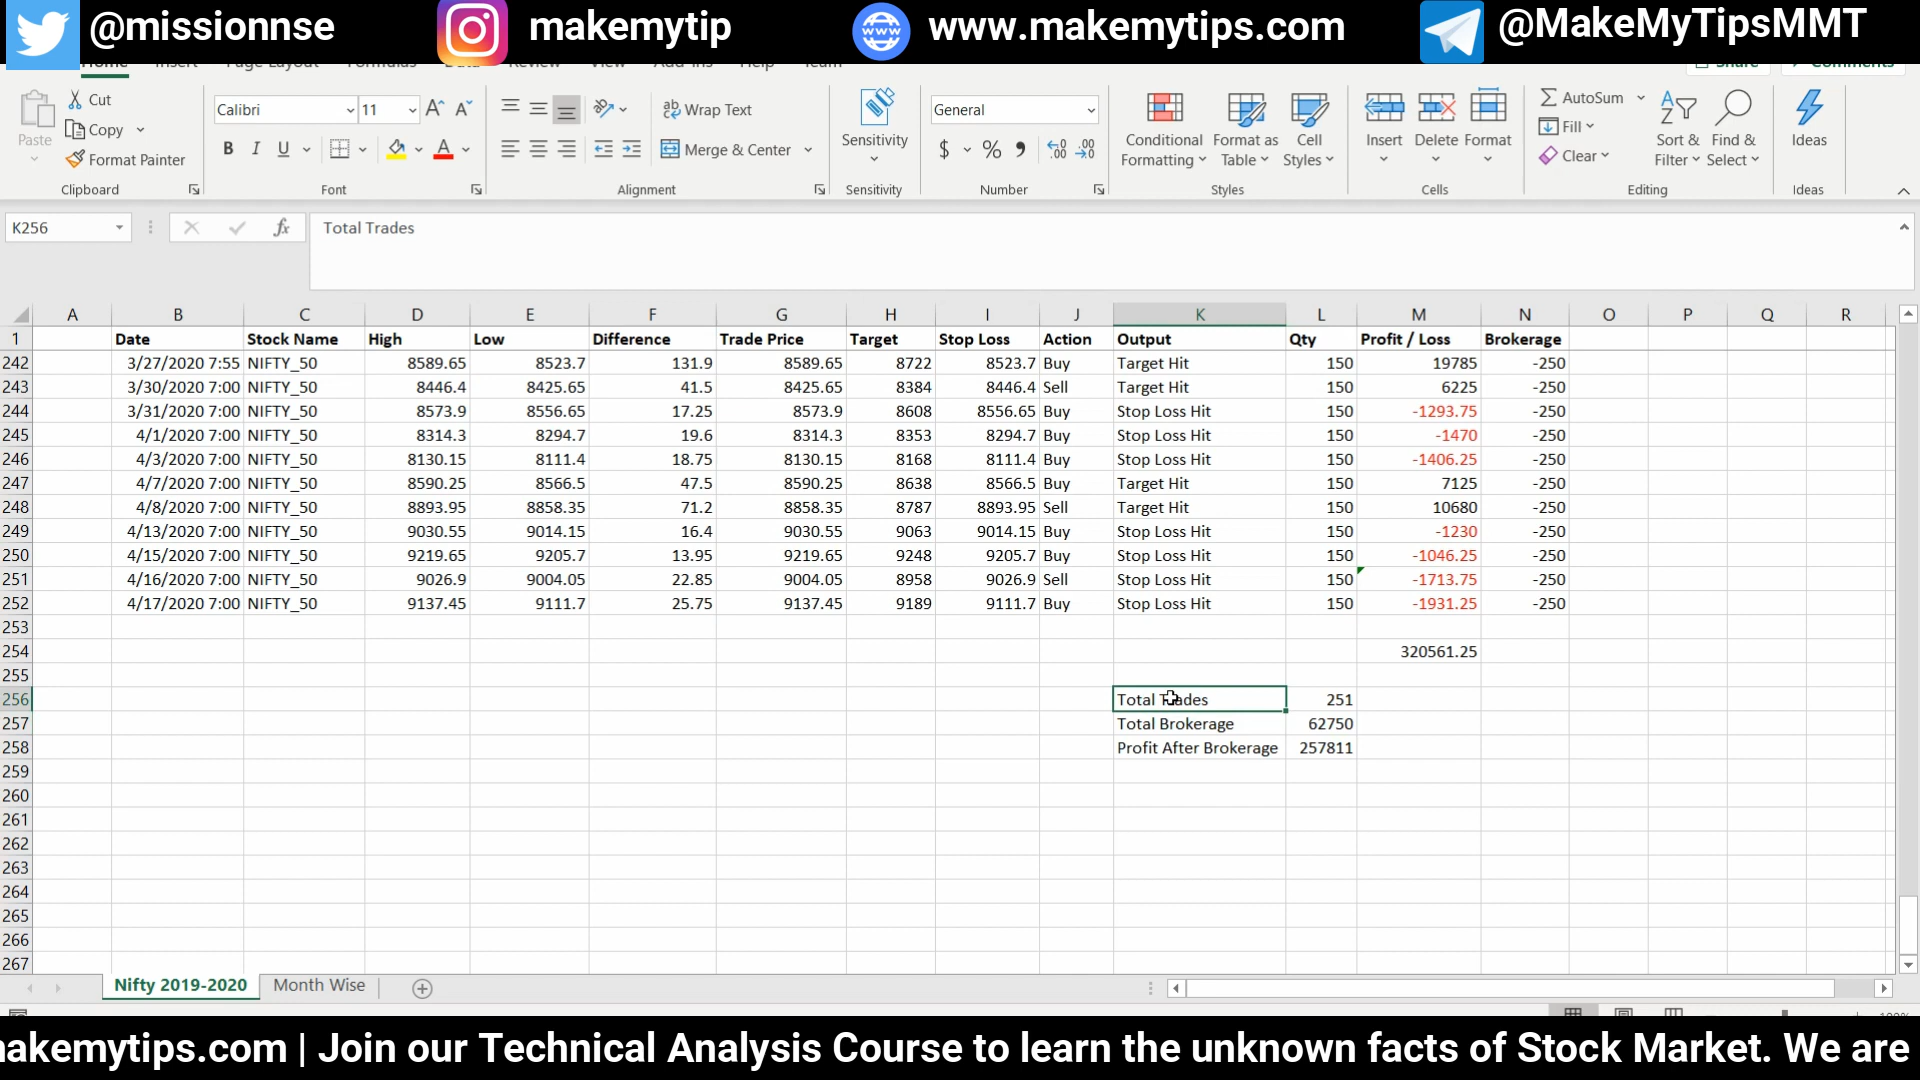 @missionnse makemytip www.makemytips.com @MakeMyTipsMMT
Home Insert Page Layout Formulas Data Review View Add-ins Help Team Share Comments
Paste Cut Copy Format Painter Clipboard
Calibri 11 B I U A Font
Wrap Text Merge & Center Alignment
Sensitivity Sensitivity
General $ % Number
Conditional Formatting Format as Table Cell Styles Styles
Insert Delete Format Cells
AutoSum Fill Clear Sort & Filter Find & Select Editing
Ideas Ideas
K256 fx Total Trades
A B C D E F G H I J K L M N O P Q R
1 Date Stock Name High Low Difference Trade Price Target Stop Loss Action Output Qty Profit / Loss Brokerage
242 3/27/2020 7:55 NIFTY_50 8589.65 8523.7 131.9 8589.65 8722 8523.7 Buy Target Hit 150 19785 -250
243 3/30/2020 7:00 NIFTY_50 8446.4 8425.65 41.5 8425.65 8384 8446.4 Sell Target Hit 150 6225 -250
244 3/31/2020 7:00 NIFTY_50 8573.9 8556.65 17.25 8573.9 8608 8556.65 Buy Stop Loss Hit 150 -1293.75 -250
245 4/1/2020 7:00 NIFTY_50 8314.3 8294.7 19.6 8314.3 8353 8294.7 Buy Stop Loss Hit 150 -1470 -250
246 4/3/2020 7:00 NIFTY_50 8130.15 8111.4 18.75 8130.15 8168 8111.4 Buy Stop Loss Hit 150 -1406.25 -250
247 4/7/2020 7:00 NIFTY_50 8590.25 8566.5 47.5 8590.25 8638 8566.5 Buy Target Hit 150 7125 -250
248 4/8/2020 7:00 NIFTY_50 8893.95 8858.35 71.2 8858.35 8787 8893.95 Sell Target Hit 150 10680 -250
249 4/13/2020 7:00 NIFTY_50 9030.55 9014.15 16.4 9030.55 9063 9014.15 Buy Stop Loss Hit 150 -1230 -250
250 4/15/2020 7:00 NIFTY_50 9219.65 9205.7 13.95 9219.65 9248 9205.7 Buy Stop Loss Hit 150 -1046.25 -250
251 4/16/2020 7:00 NIFTY_50 9026.9 9004.05 22.85 9004.05 8958 9026.9 Sell Stop Loss Hit 150 -1713.75 -250
252 4/17/2020 7:00 NIFTY_50 9137.45 9111.7 25.75 9137.45 9189 9111.7 Buy Stop Loss Hit 150 -1931.25 -250
253
254 320561.25
255
256 Total Trades 251
257 Total Brokerage 62750
258 Profit After Brokerage 257811
259
260
261
262
263
264
265
266
267
Nifty 2019-2020 Month Wise
makemytips.com | Join our Technical Analysis Course to learn the unknown facts of Stock Market. We are